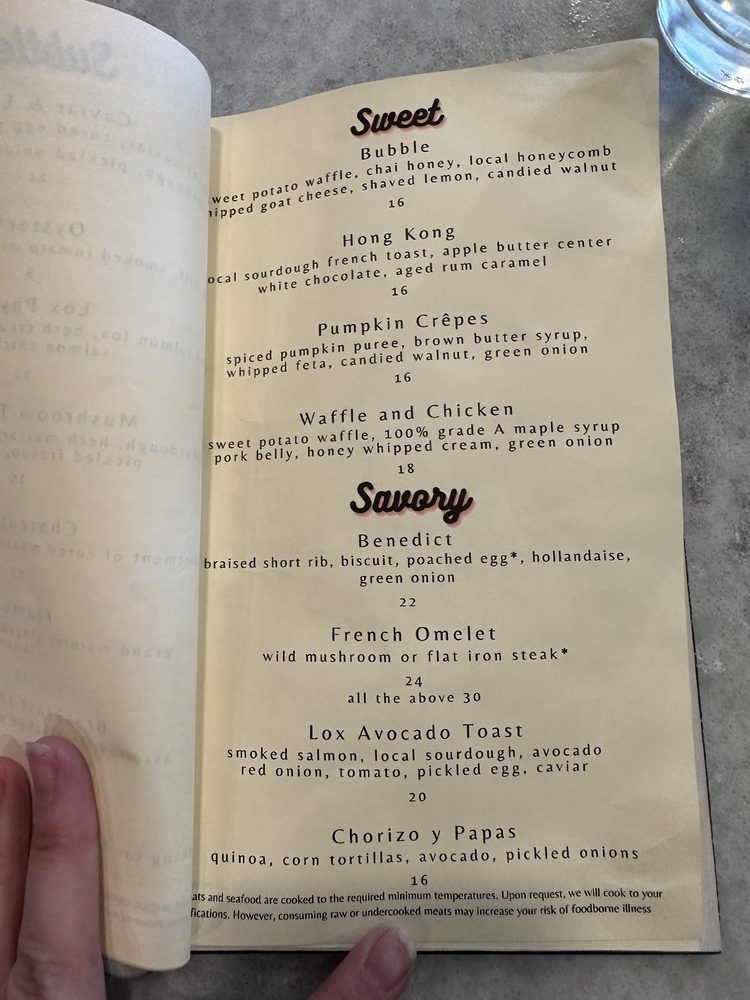 Sweet
Bubble
weet potato waffle, chai honey, local honeycomb
hipped goat cheese, shaved lemon, candied walnut
16
Hong Kong
ocal sourdough french toast, apple butter center
white chocolate, aged rum caramel
16
Pumpkin Crêpes
spiced pumpkin puree, brown butter syrup,
whipped feta, candied walnut, green onion
16
Waffle and Chicken
sweet potato waffle, 100% grade A maple syrup
pork belly, honey whipped cream, green onion
18
Savory
Benedict
braised short rib, biscuit, poached egg*, hollandaise,
green onion
22
French Omelet
wild mushroom or flat iron steak*
24
all the above 30
Lox Avocado Toast
smoked salmon, local sourdough, avocado
red onion, tomato, pickled egg, caviar
20
Chorizo y Papas
quinoa, corn tortillas, avocado, pickled onions
16
ats and seafood are cooked to the required minimum temperatures. Upon request, we will cook to your
fications. However, consuming raw or undercooked meats may increase your risk of foodborne illness